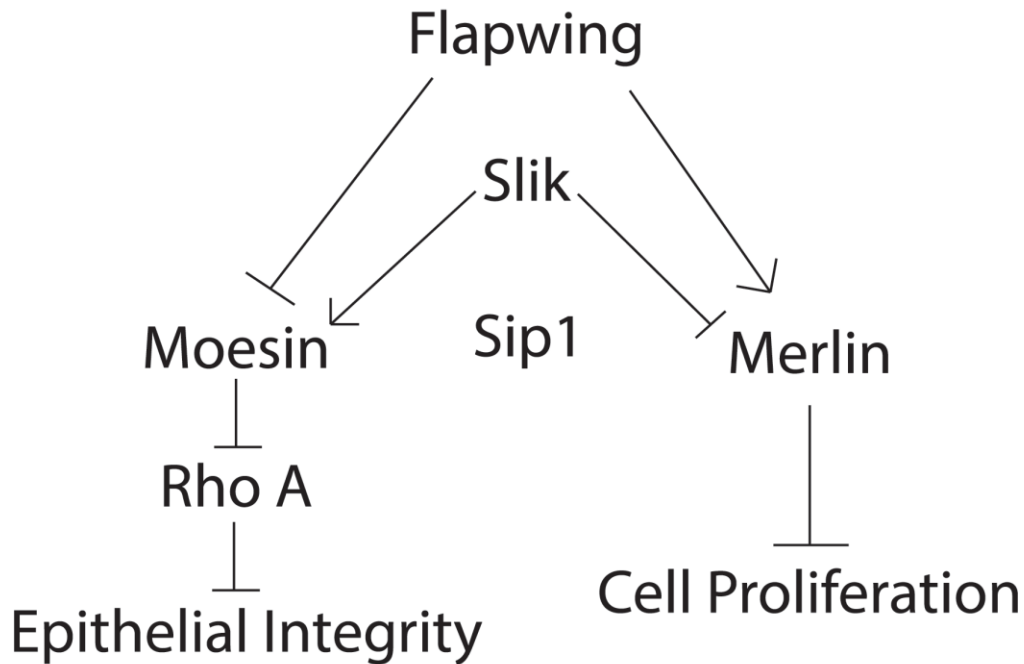 Flapwing
Slik
Sip1
Moesin
Merlin
Rho A
Cell Proliferation
Epithelial Integrity